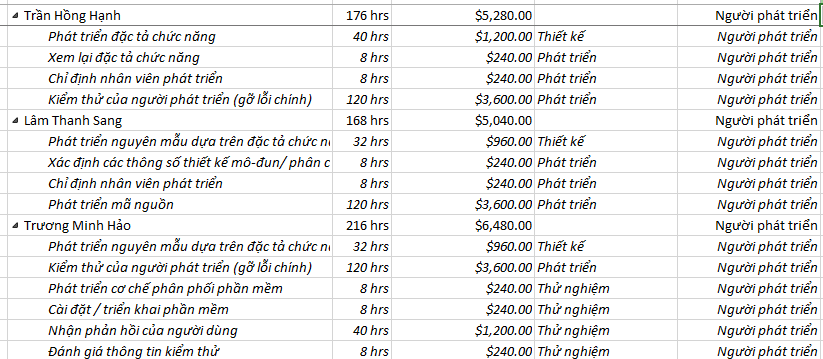 Trần Hồng Hạnh 176 hrs $5,280.00 Người phát triển
Phát triển đặc tả chức năng 40 hrs $1,200.00 Thiết kế Người phát triển
Xem lại đặc tả chức năng 8 hrs $240.00 Phát triển Người phát triển
Chỉ định nhân viên phát triển 8 hrs $240.00 Phát triển Người phát triển
Kiểm thử của người phát triển (gỡ lỗi chính) 120 hrs $3,600.00 Phát triển Người phát triển
Lâm Thanh Sang 168 hrs $5,040.00 Người phát triển
Phát triển nguyên mẫu dựa trên đặc tả chức 32 hrs $960.00 Thiết kế Người phát triển
Xác định các thông số thiết kế mô-đun/ phân 8 hrs $240.00 Phát triển Người phát triển
Chỉ định nhân viên phát triển 8 hrs $240.00 Phát triển Người phát triển
Phát triển mã nguồn 120 hrs $3,600.00 Phát triển Người phát triển
Trương Minh Hảo 216 hrs $6,480.00 Người phát triển
Phát triển nguyên mẫu dựa trên đặc tả chức 32 hrs $960.00 Thiết kế Người phát triển
Kiểm thử của người phát triển (gỡ lỗi chính) 120 hrs $3,600.00 Phát triển Người phát triển
Phát triển cơ chế phân phối phần mềm 8 hrs $240.00 Thử nghiệm Người phát triển
Cài đặt / triển khai phần mềm 8 hrs $240.00 Thử nghiệm Người phát triển
Nhận phản hồi của người dùng 40 hrs $1,200.00 Thử nghiệm Người phát triển
Đánh giá thông tin kiểm thử 8 hrs $240.00 Thử nghiệm Người phát triển